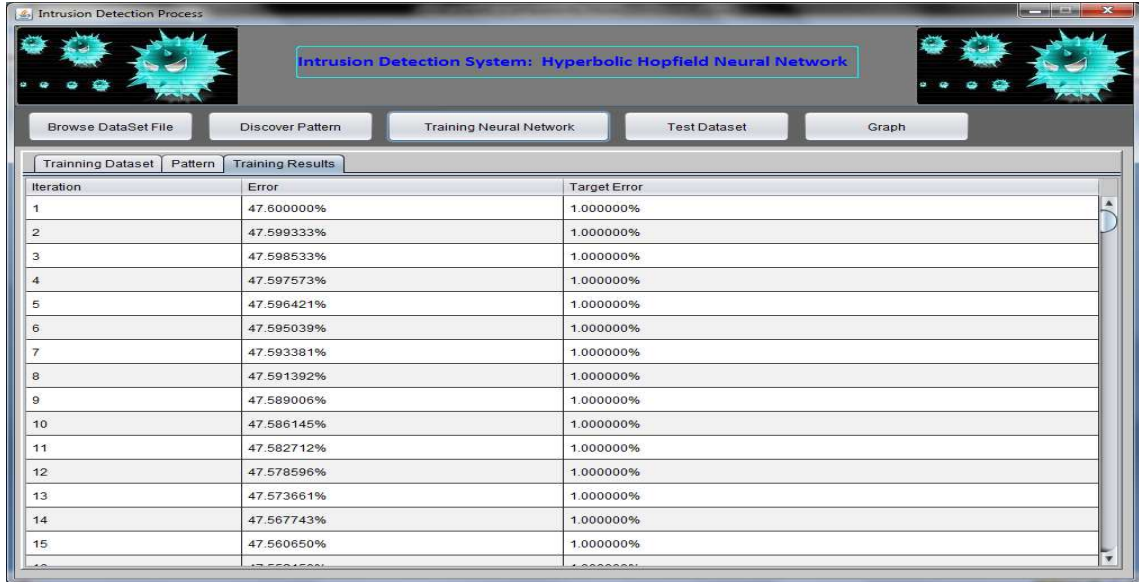 Intrusion Detection Process
Intrusion Detection System: Hyperbolic Hopfield Neural Network
Browse DataSet File Discover Pattern Training Neural Network Test Dataset Graph
Trainning Dataset Pattern Training Results
Iteration Error Target Error
1 47.600000% 1.000000%
2 47.599333% 1.000000%
3 47.598533% 1.000000%
4 47.597573% 1.000000%
5 47.596421% 1.000000%
6 47.595039% 1.000000%
7 47.593381% 1.000000%
8 47.591392% 1.000000%
9 47.589006% 1.000000%
10 47.586145% 1.000000%
11 47.582712% 1.000000%
12 47.578596% 1.000000%
13 47.573661% 1.000000%
14 47.567743% 1.000000%
15 47.560650% 1.000000%